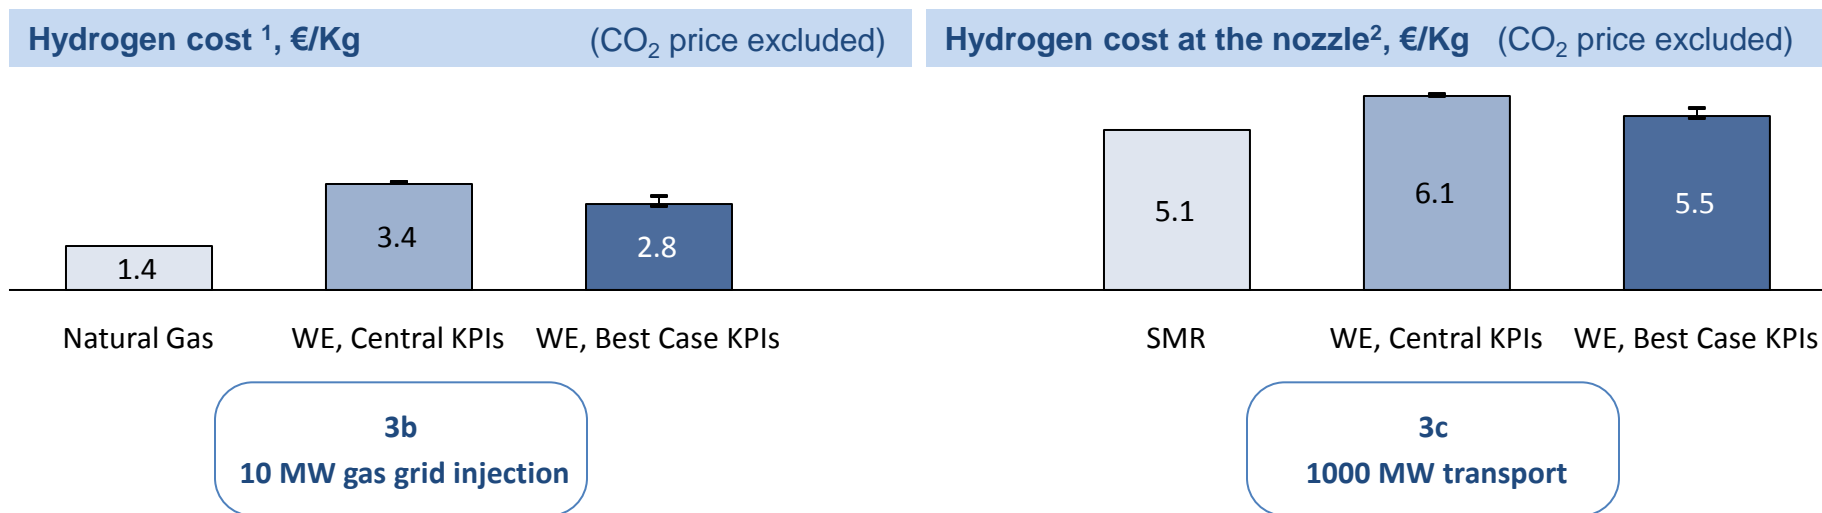 Hydrogen cost ¹, €/Kg (CO₂ price excluded)
1.4
3.4
2.8
Natural Gas
WE, Central KPIs
WE, Best Case KPIs
3b
10 MW gas grid injection
Hydrogen cost at the nozzle², €/Kg (CO₂ price excluded)
5.1
6.1
5.5
SMR
WE, Central KPIs
WE, Best Case KPIs
3c
1000 MW transport